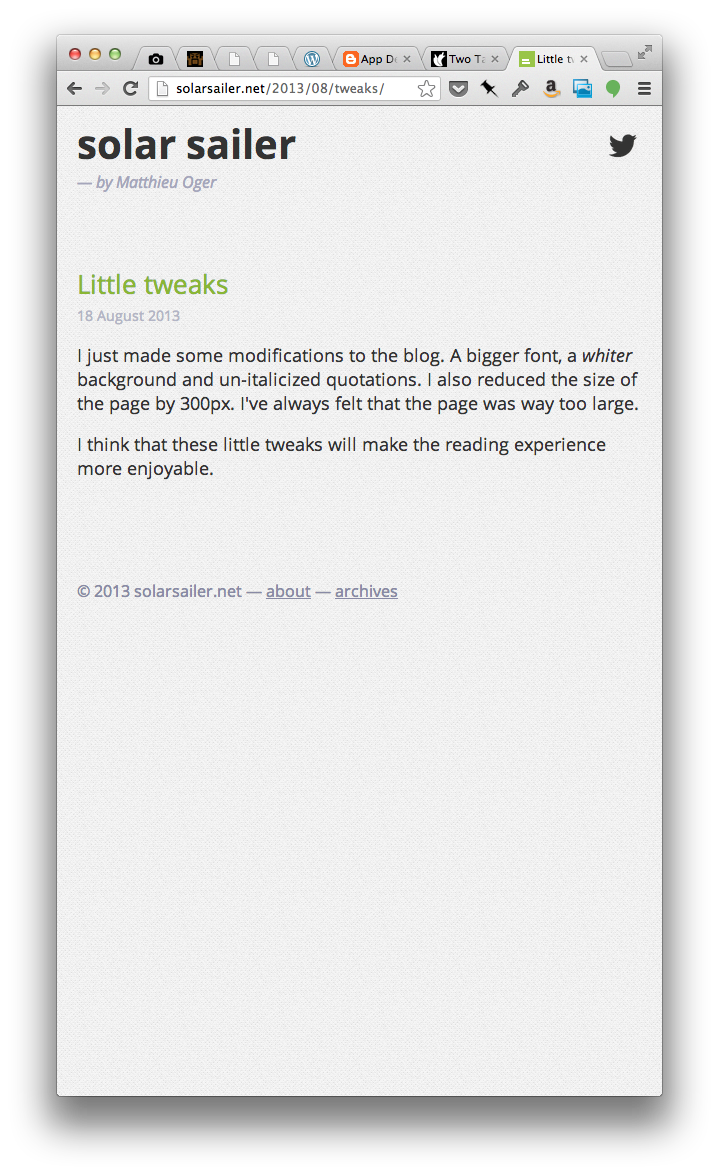 App D
Two Ta
Little tw
solarsailer.net/2013/08/tweaks/
solar sailer
— by Matthieu Oger
Little tweaks
18 August 2013
I just made some modifications to the blog. A bigger font, a whiter
background and un-italicized quotations. I also reduced the size of
the page by 300px. I've always felt that the page was way too large.
I think that these little tweaks will make the reading experience
more enjoyable.
© 2013 solarsailer.net — about — archives